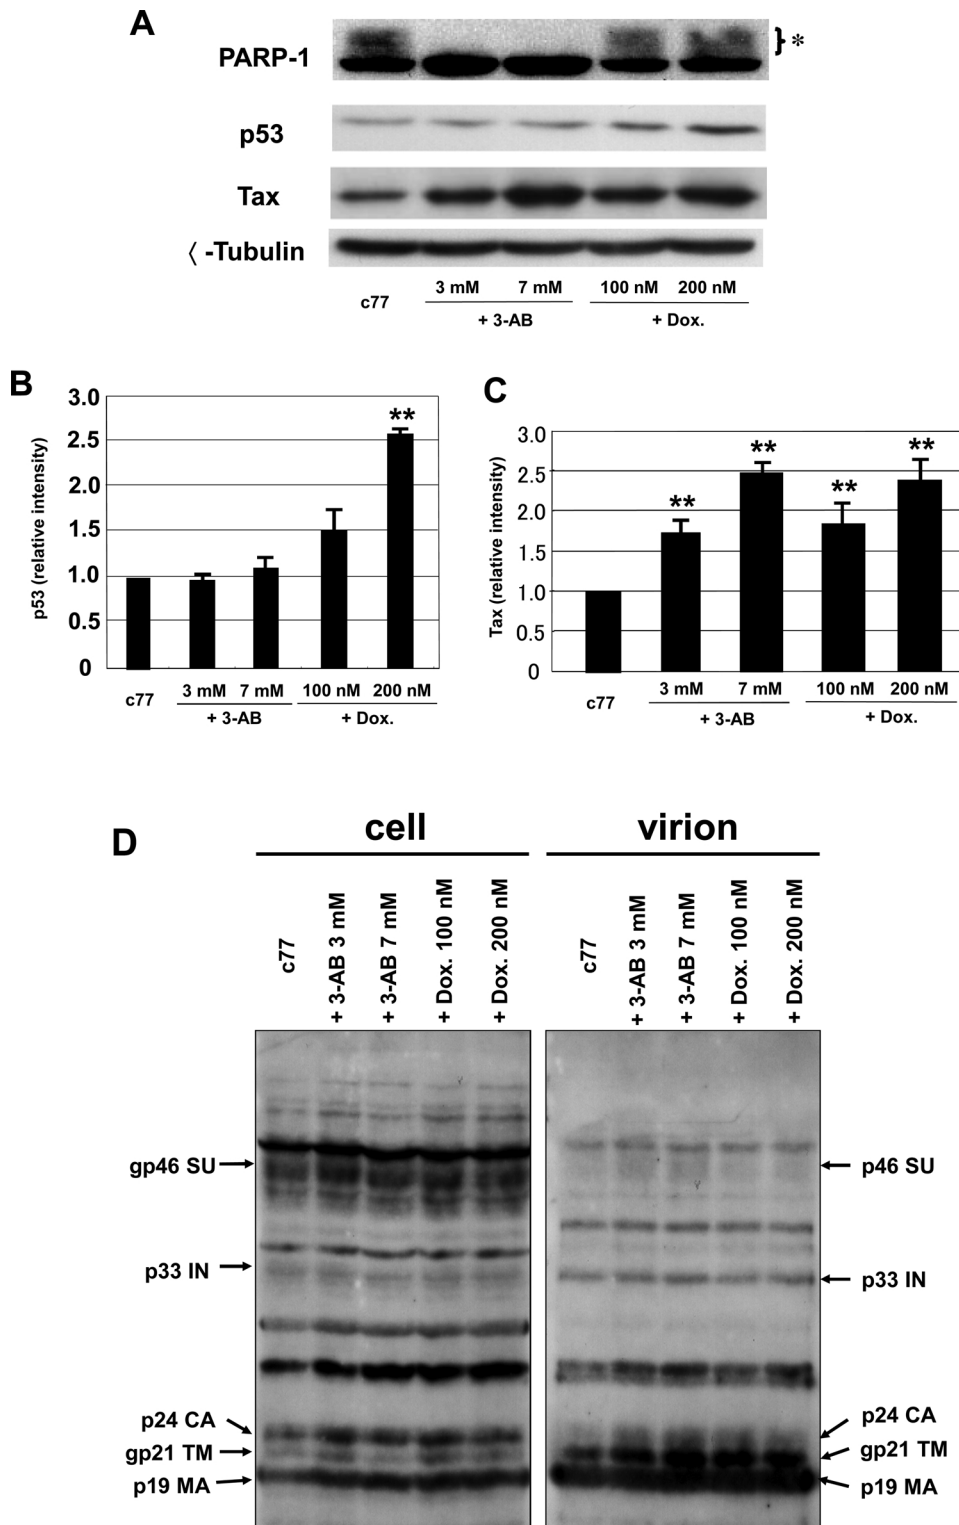 A
PARP-1
*
p53
Tax
〈 -Tubulin
c77
3 mM 7 mM 100 nM 200 nM
+ 3-AB + Dox.
B
p53 (relative intensity)
3.0
2.5
2.0
1.5
1.0
0.5
0
**
c77
3 mM 7 mM 100 nM 200 nM
+ 3-AB + Dox.
C
Tax (relative intensity)
3.0
2.5
2.0
1.5
1.0
0.5
0
** ** ** **
c77
3 mM 7 mM 100 nM 200 nM
+ 3-AB + Dox.
D
cell virion
c77
+ 3-AB 3 mM
+ 3-AB 7 mM
+ Dox. 100 nM
+ Dox. 200 nM
c77
+ 3-AB 3 mM
+ 3-AB 7 mM
+ Dox. 100 nM
+ Dox. 200 nM
gp46 SU
p33 IN
p24 CA
gp21 TM
p19 MA
p46 SU
p33 IN
p24 CA
gp21 TM
p19 MA